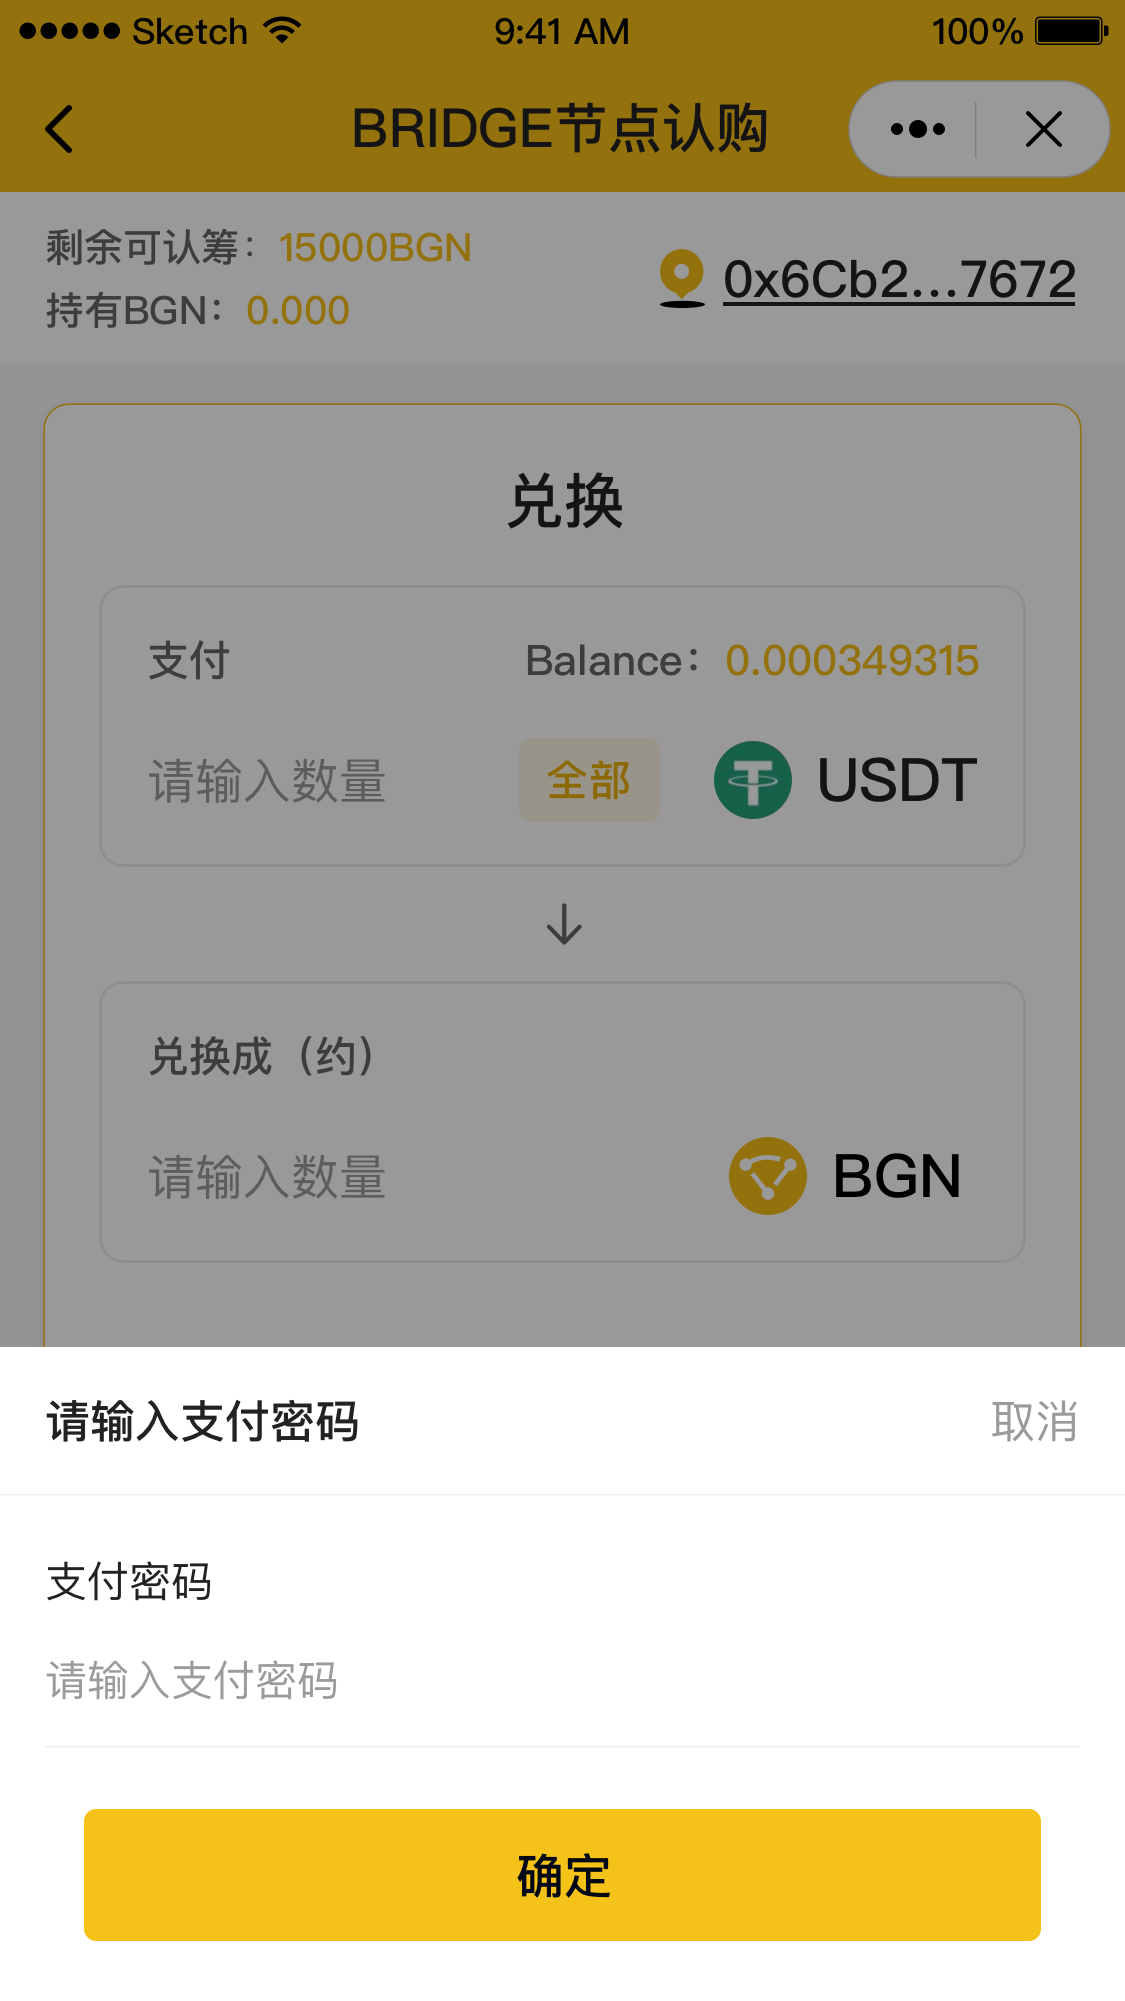 Sketch 9:41 AM 100%
BRIDGE节点认购
剩余可认筹： 15000BGN
持有BGN： 0.000
0x6Cb2...7672
兑换
支付 Balance： 0.000349315
请输入数量 全部 USDT
兑换成（约）
请输入数量 BGN
请输入支付密码 取消
支付密码
请输入支付密码
确定